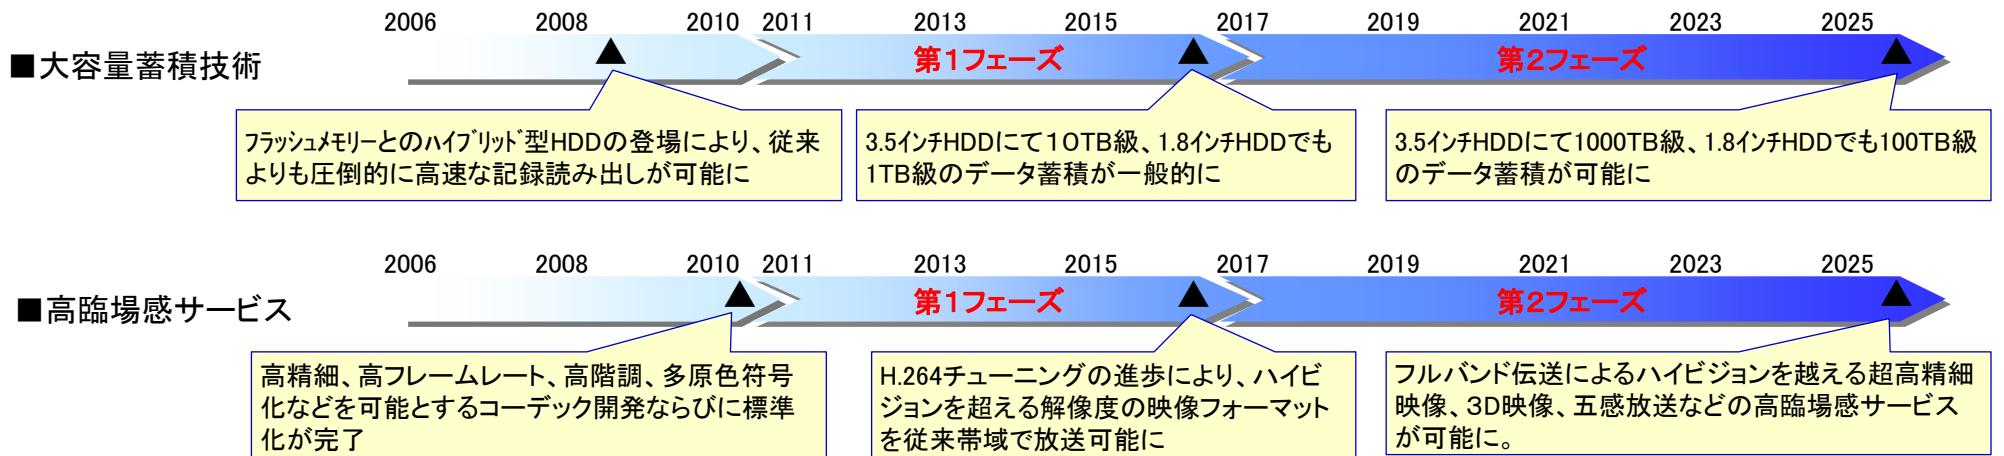 2006 2008 2010 2011 2013 2015 2017 2019 2021 2023 2025
■大容量蓄積技術
第1フェーズ
第2フェーズ
ﾌﾗｯｼｭﾒﾓﾘｰとのﾊｲﾌﾞﾘｯﾄﾞ型HDDの登場により、従来
よりも圧倒的に高速な記録読み出しが可能に
3.5ｲﾝﾁHDDにて１０TB級、1.8ｲﾝﾁHDDでも
1TB級のデータ蓄積が一般的に
3.5ｲﾝﾁHDDにて1000TB級、1.8ｲﾝﾁHDDでも100TB級
のデータ蓄積が可能に
2006 2008 2010 2011 2013 2015 2017 2019 2021 2023 2025
■高臨場感サービス
第1フェーズ
第2フェーズ
高精細、高フレームレート、高階調、多原色符号
化などを可能とするコーデック開発ならびに標準
化が完了
H.264チューニングの進歩により、ハイビ
ジョンを超える解像度の映像フォーマット
を従来帯域で放送可能に
フルバンド伝送によるハイビジョンを越える超高精細
映像、３D映像、五感放送などの高臨場感サービス
が可能に。